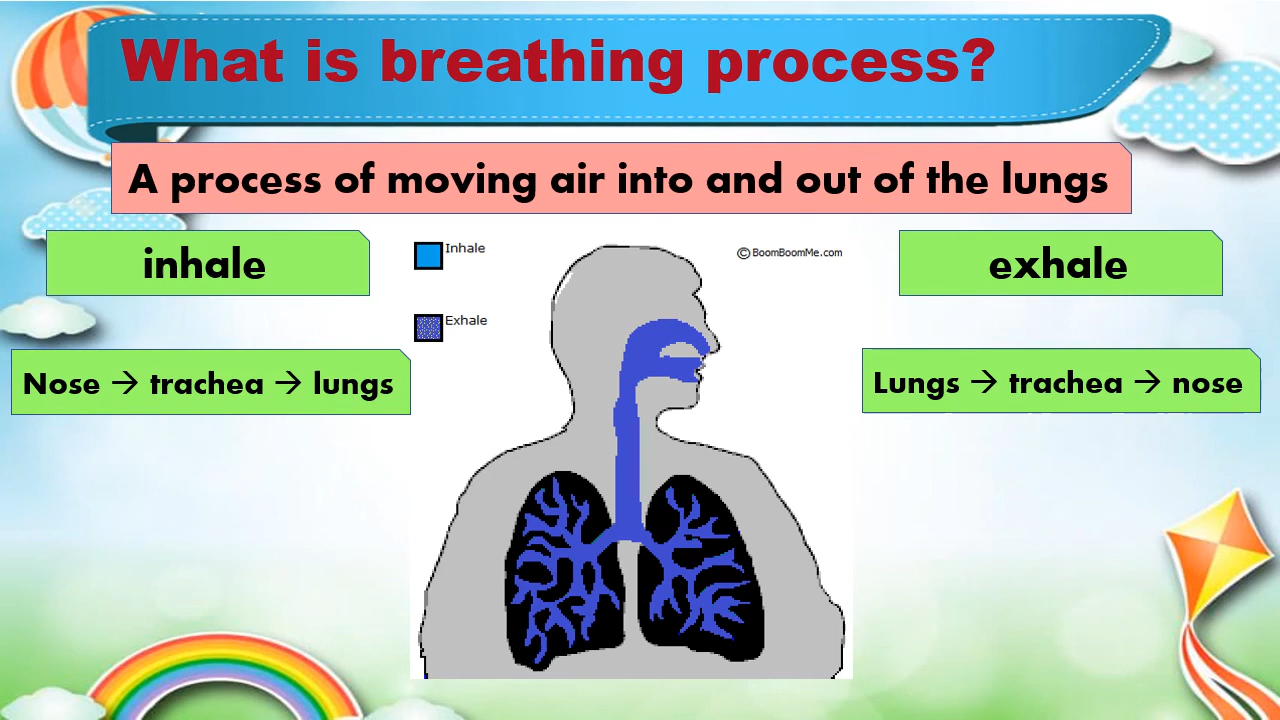 What is breathing process?
A process of moving air into and out of the lungs
inhale
Inhale
© BoomBoomMe.com
exhale
Exhale
Nose → trachea → lungs
Lungs → trachea → nose